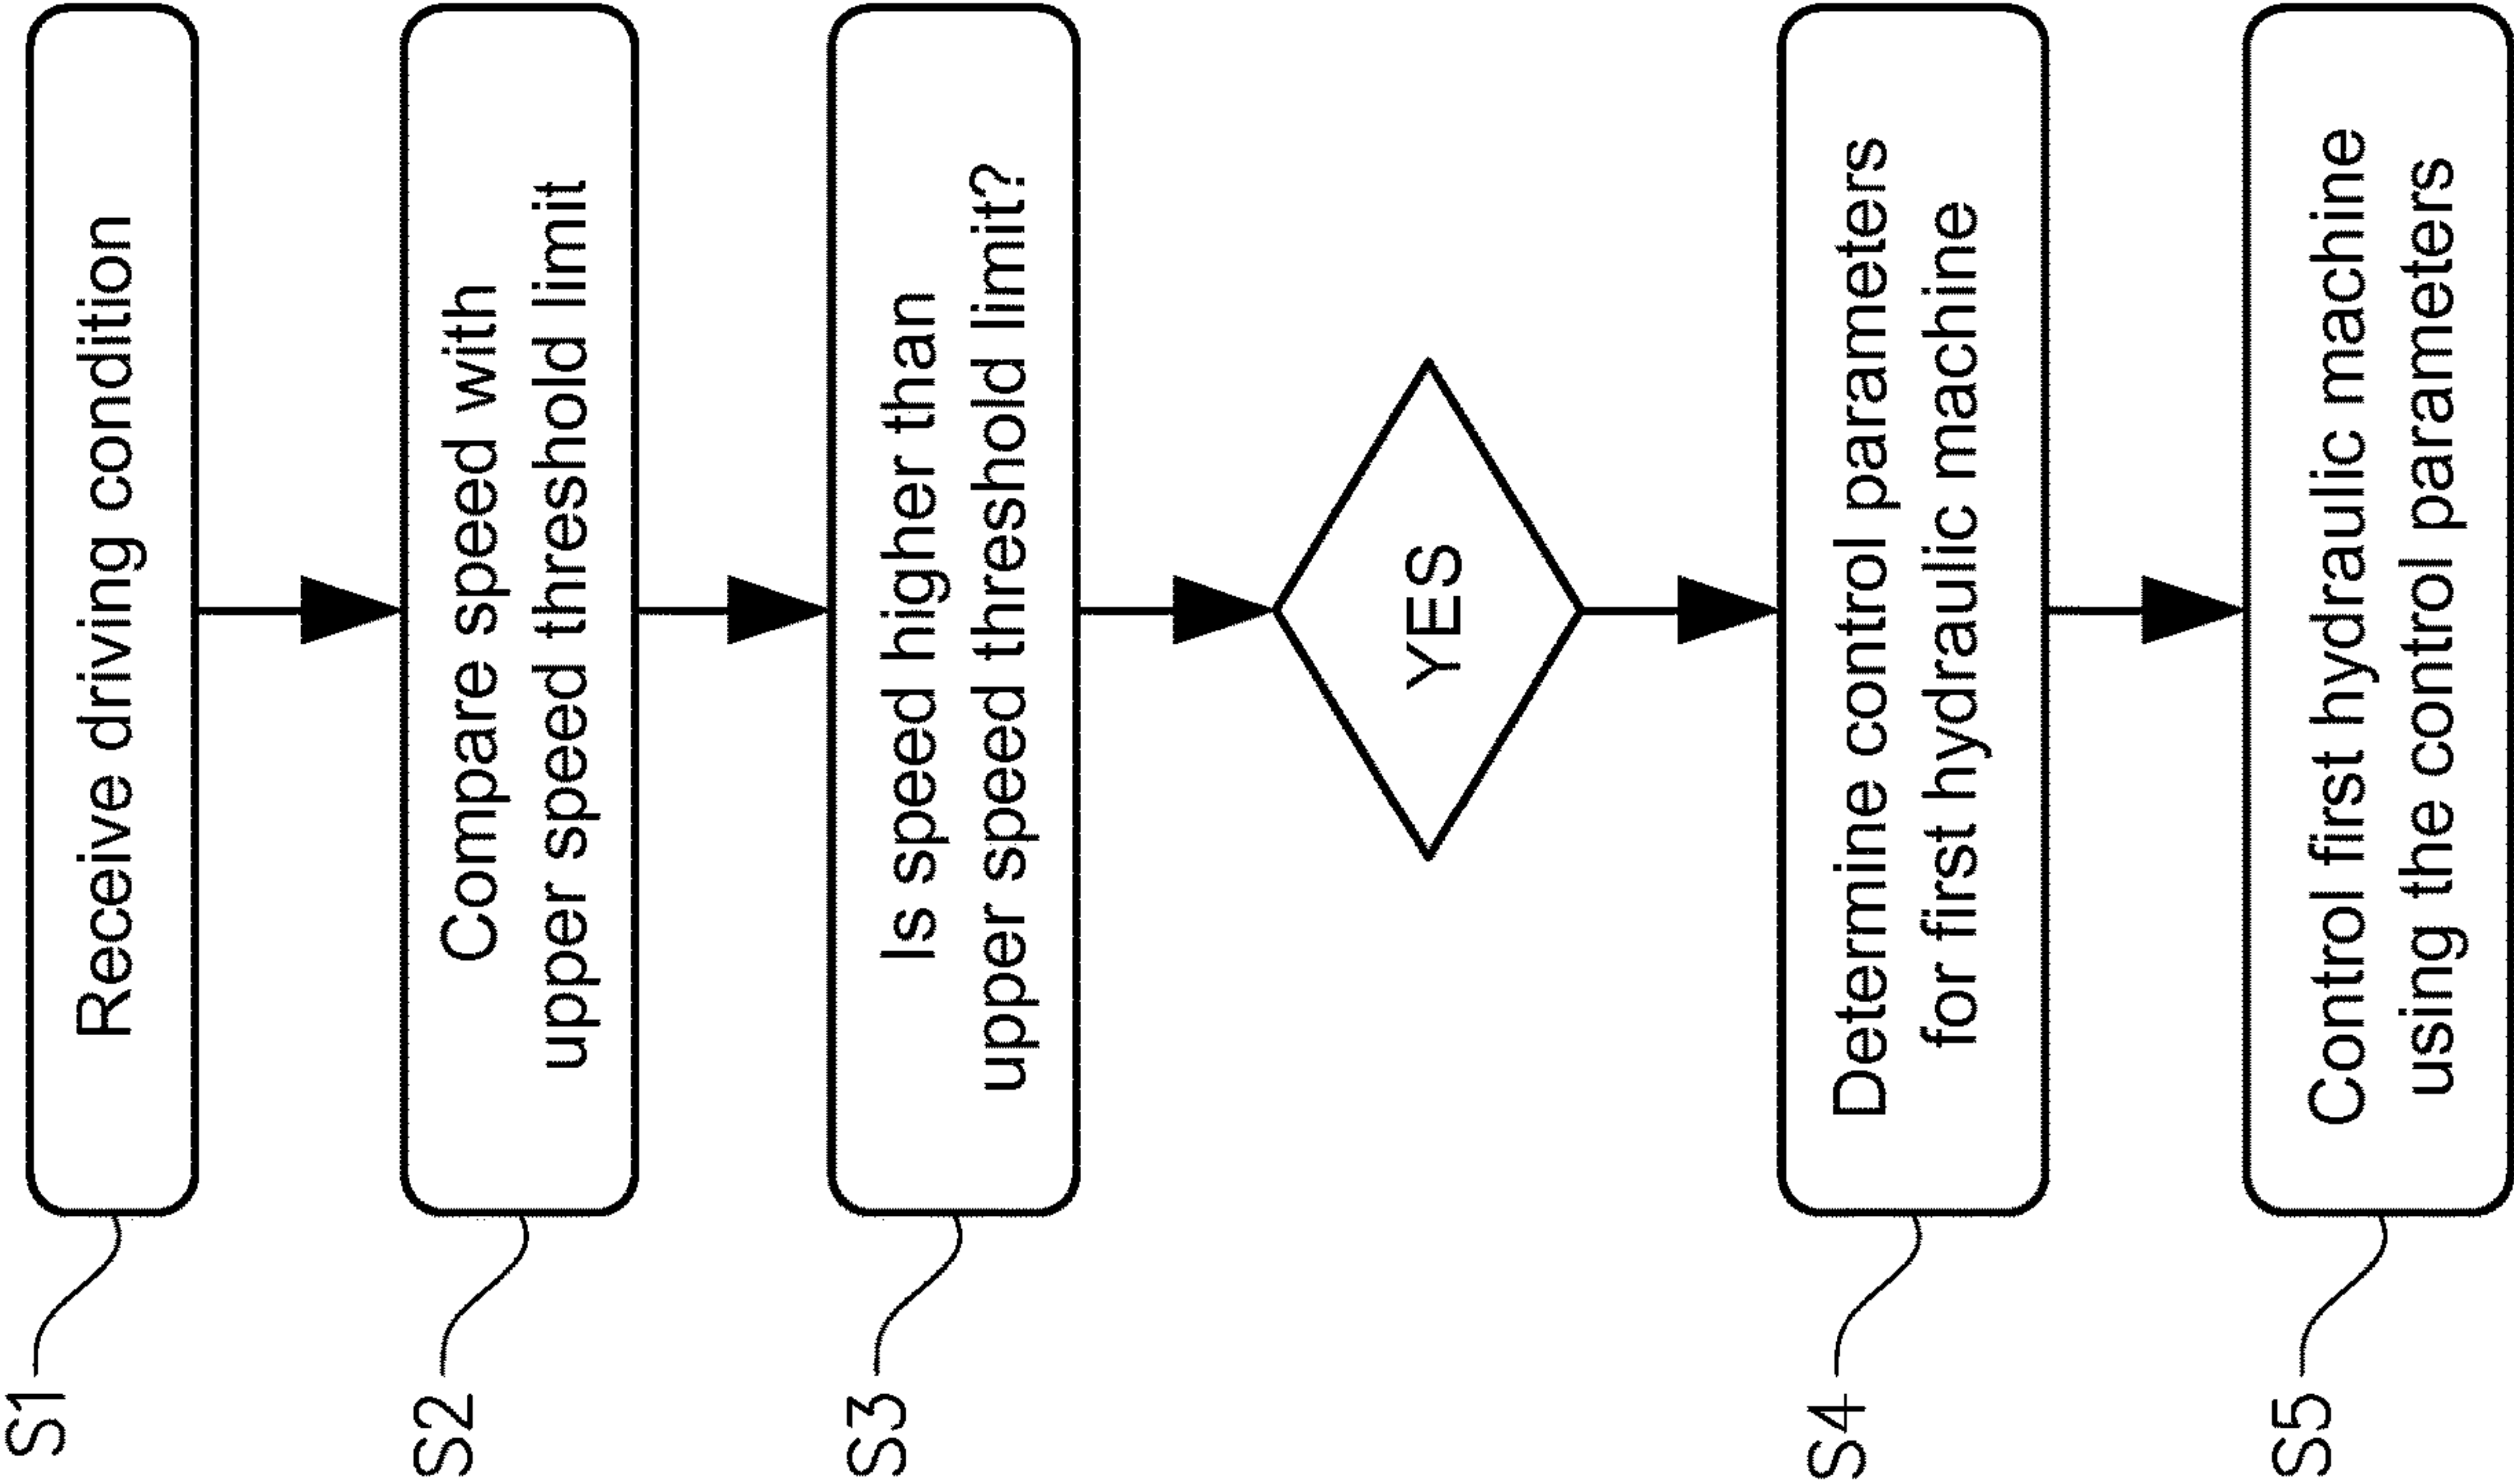 S1
Receive driving condition
S2
Compare speed with
upper speed threshold limit
S3
Is speed higher than
upper speed threshold limit?
YES
S4
Determine control parameters
for first hydraulic machine
S5
Control first hydraulic machine
using the control parameters